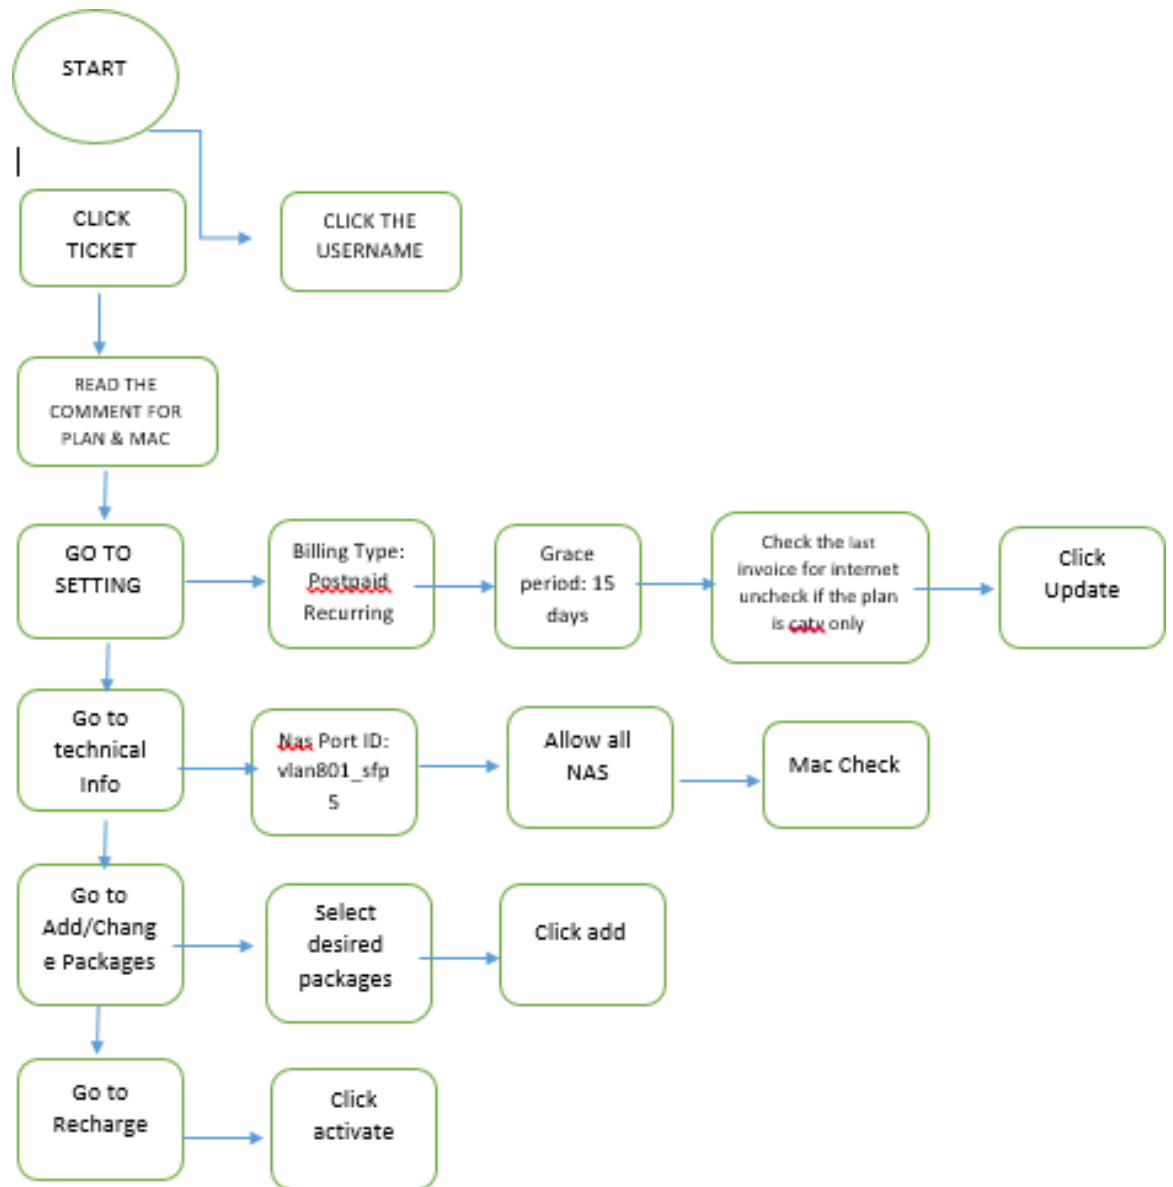 START
CLICK
TICKET
CLICK THE
USERNAME
READ THE
COMMENT FOR
PLAN & MAC
GO TO
SETTING
Billing Type:
Postpaid
Recurring
Grace
period: 15
days
Check the last
invoice for internet
uncheck if the plan
is catv only
Click
Update
Go to
technical
Info
Nas Port ID:
vlan801_sfp
5
Allow all
NAS
Mac Check
Go to
Add/Chang
e Packages
Select
desired
packages
Click add
Go to
Recharge
Click
activate